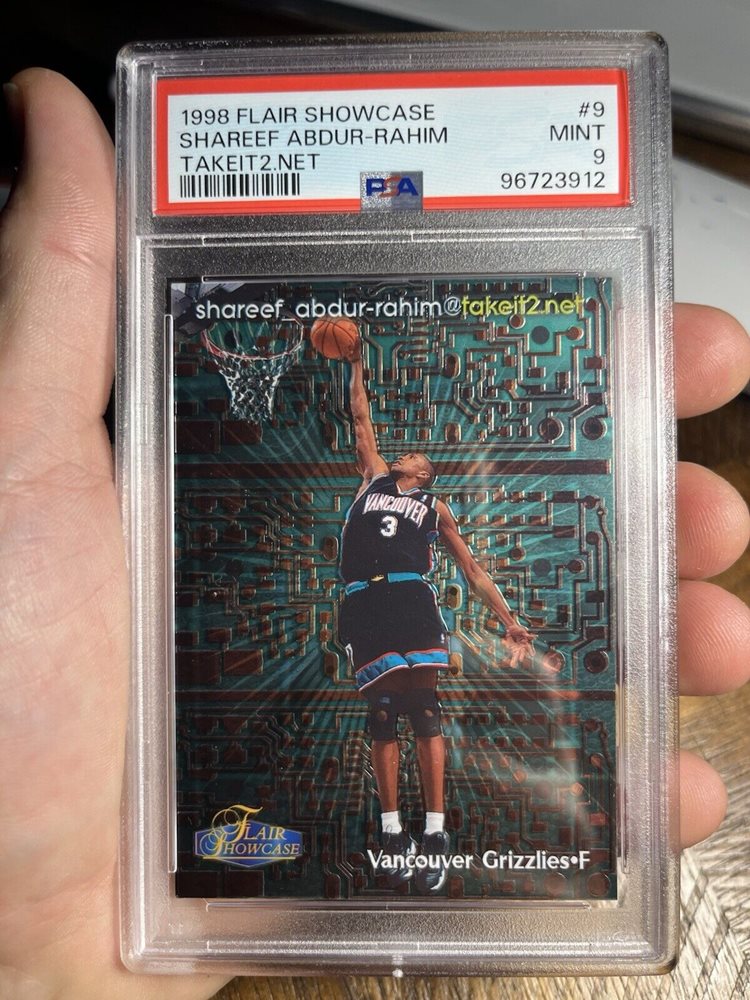 1998 FLAIR SHOWCASE #9
SHAREEF ABDUR-RAHIM MINT
TAKEIT2.NET 9
PSA 96723912
shareef_abdur-rahim@takeit2.net
VANCOUVER
3
FLAIR
SHOWCASE
Vancouver Grizzlies•F